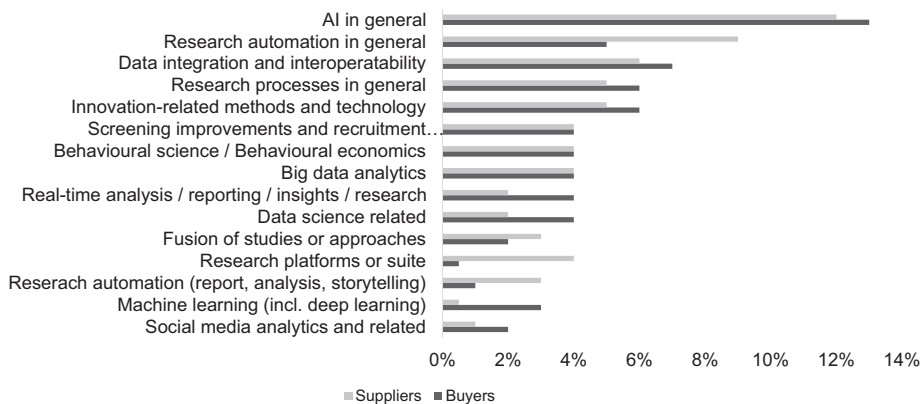 AI in general
Research automation in general
Data integration and interoperatability
Research processes in general
Innovation-related methods and technology
Screening improvements and recruitment…
Behavioural science / Behavioural economics
Big data analytics
Real-time analysis / reporting / insights / research
Data science related
Fusion of studies or approaches
Research platforms or suite
Reserach automation (report, analysis, storytelling)
Machine learning (incl. deep learning)
Social media analytics and related
0% 2% 4% 6% 8% 10% 12% 14%
Suppliers Buyers